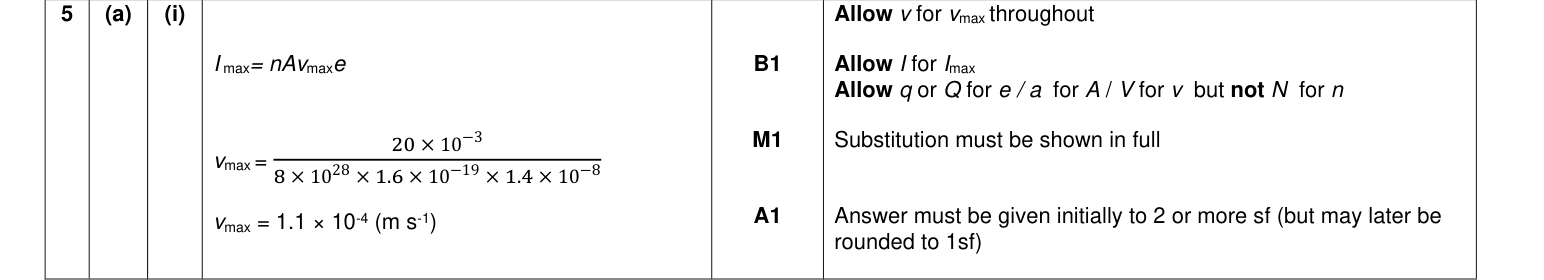 5 (a) (i) Allow v for vmax throughout
Imax= nAvmaxe B1 Allow I for Imax
Allow q or Q for e / a for A / V for v but not N for n
vmax = 20 × 10⁻³ / 8 × 10²⁸ × 1.6 × 10⁻¹⁹ × 1.4 × 10⁻⁸ M1 Substitution must be shown in full
vmax = 1.1 × 10⁻⁴ (m s⁻¹) A1 Answer must be given initially to 2 or more sf (but may later be
rounded to 1sf)